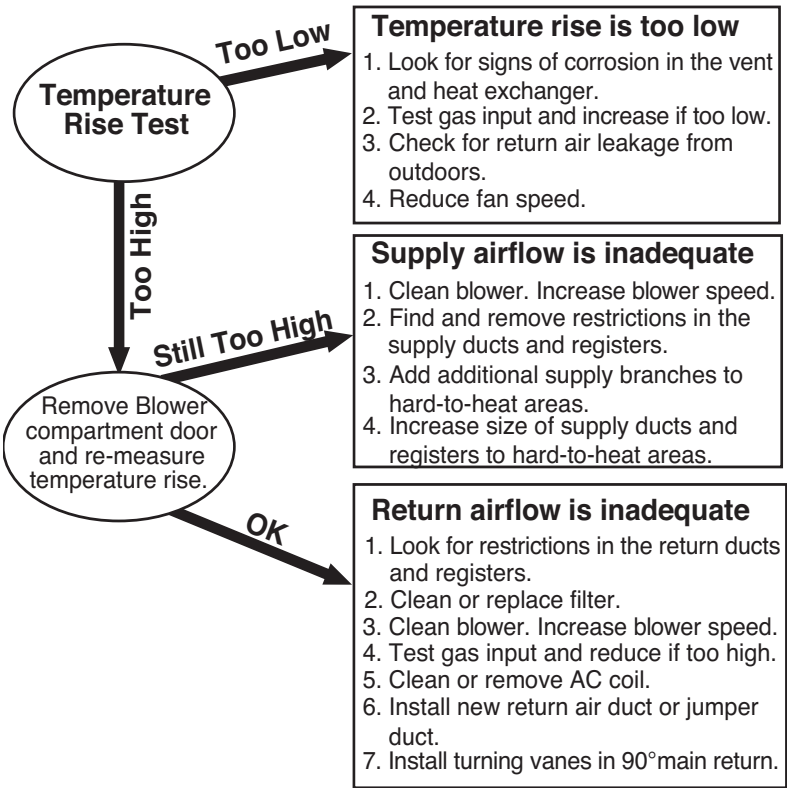 Temperature
Rise Test
Too Low
Temperature rise is too low
1. Look for signs of corrosion in the vent
and heat exchanger.
2. Test gas input and increase if too low.
3. Check for return air leakage from
outdoors.
4. Reduce fan speed.
Too High
Remove Blower
compartment door
and re-measure
temperature rise.
Still Too High
Supply airflow is inadequate
1. Clean blower. Increase blower speed.
2. Find and remove restrictions in the
supply ducts and registers.
3. Add additional supply branches to
hard-to-heat areas.
4. Increase size of supply ducts and
registers to hard-to-heat areas.
OK
Return airflow is inadequate
1. Look for restrictions in the return ducts
and registers.
2. Clean or replace filter.
3. Clean blower. Increase blower speed.
4. Test gas input and reduce if too high.
5. Clean or remove AC coil.
6. Install new return air duct or jumper
duct.
7. Install turning vanes in 90°main return.